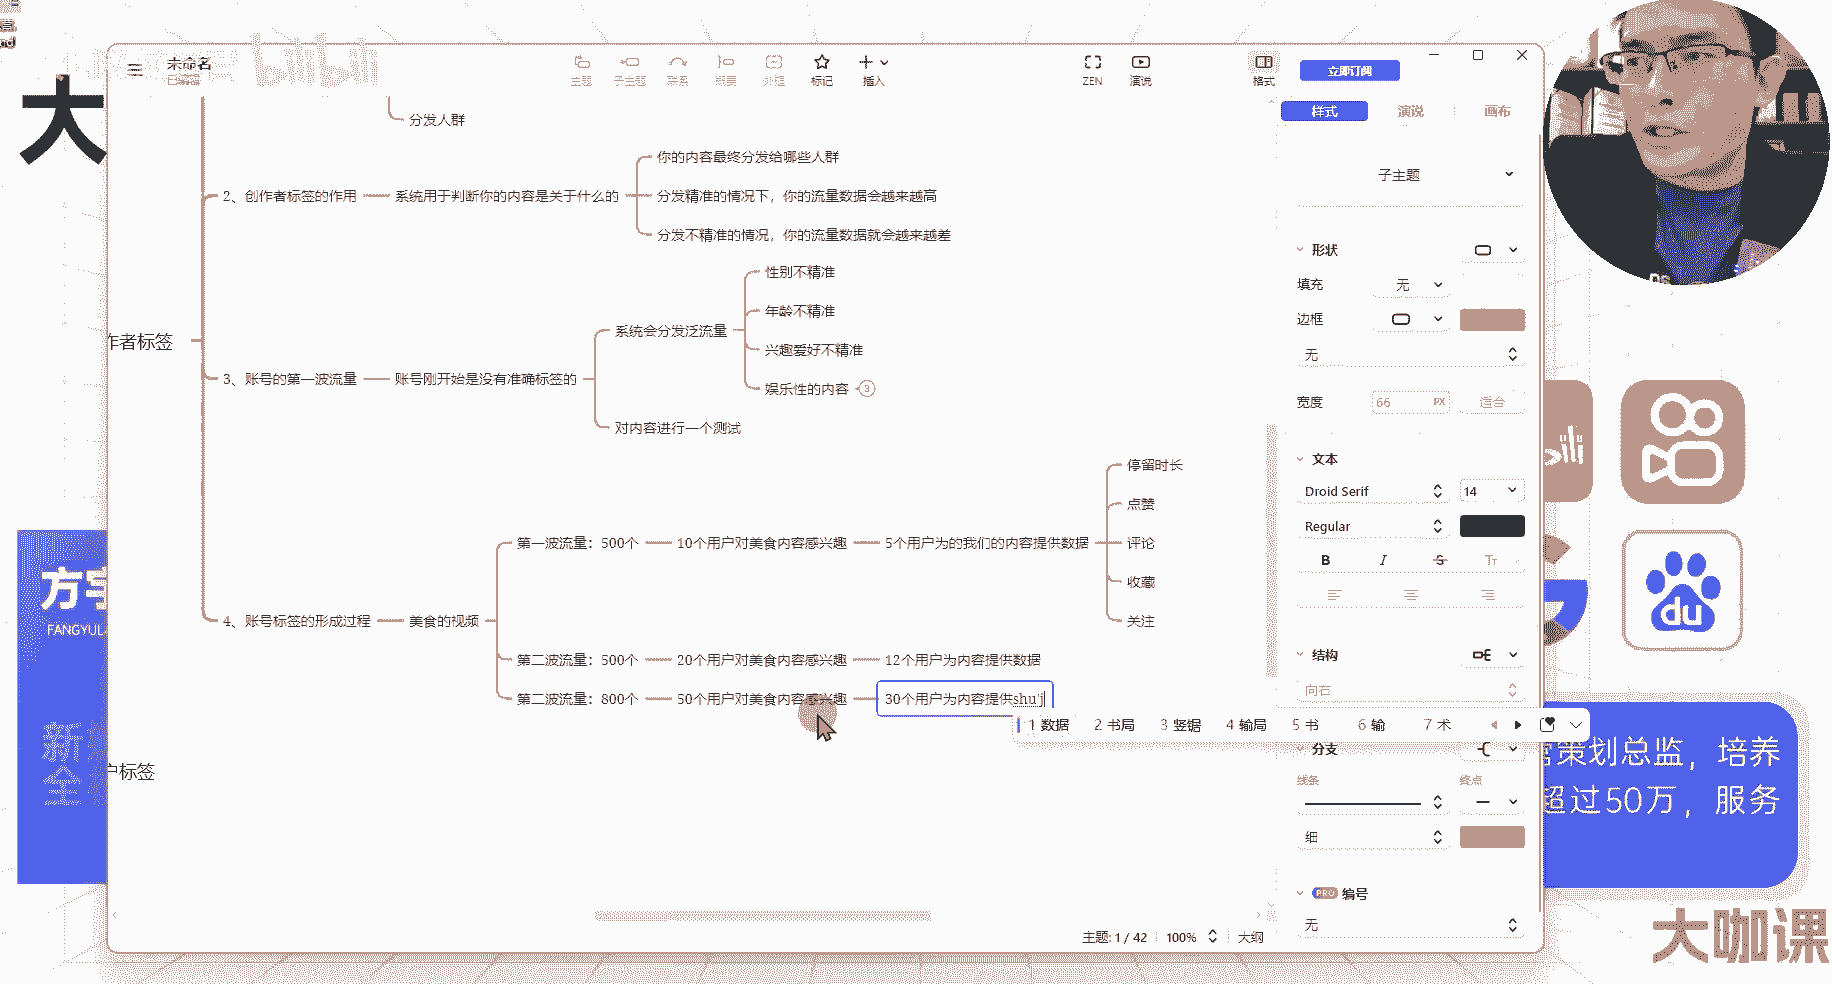 大
未命名
已编辑
bilibili
主题
子主题
联系
概要
外框
标记
插入
ZEN
演说
格式
立即订阅
样式
演说
画布
分发人群
你的内容最终分发给哪些人群
2、创作者标签的作用
系统用于判断你的内容是关于什么的
分发精准的情况下，你的流量数据会越来越高
分发不精准的情况，你的流量数据就会越来越差
性别不精准
年龄不精准
系统会分发泛流量
兴趣爱好不精准
作者标签
3、账号的第一波流量
账号刚开始是没有准确标签的
娱乐性的内容
3
对内容进行一个测试
停留时长
点赞
第一波流量：500个
10个用户对美食内容感兴趣
5个用户为的我们的内容提供数据
评论
收藏
4、账号标签的形成过程
美食的视频
关注
第二波流量：500个
20个用户对美食内容感兴趣
12个用户为内容提供数据
第二波流量：800个
50个用户对美食内容感兴趣
30个用户为内容提供shu'j
1 数据
2 书局
3 竖锯
4 输局
5 书
6 输
7 术
户标签
子主题
形状
填充
无
边框
无
宽度
66
PX
适合
文本
Droid Serif
14
Regular
B
I
S
Tт
结构
向右
分支
线条
终点
细
PRO
编号
无
主题: 1 / 42
100%
大纲
方宇
FANGYUL
新
全
bili
du
营策划总监，培养
超过50万，服务
大咖课